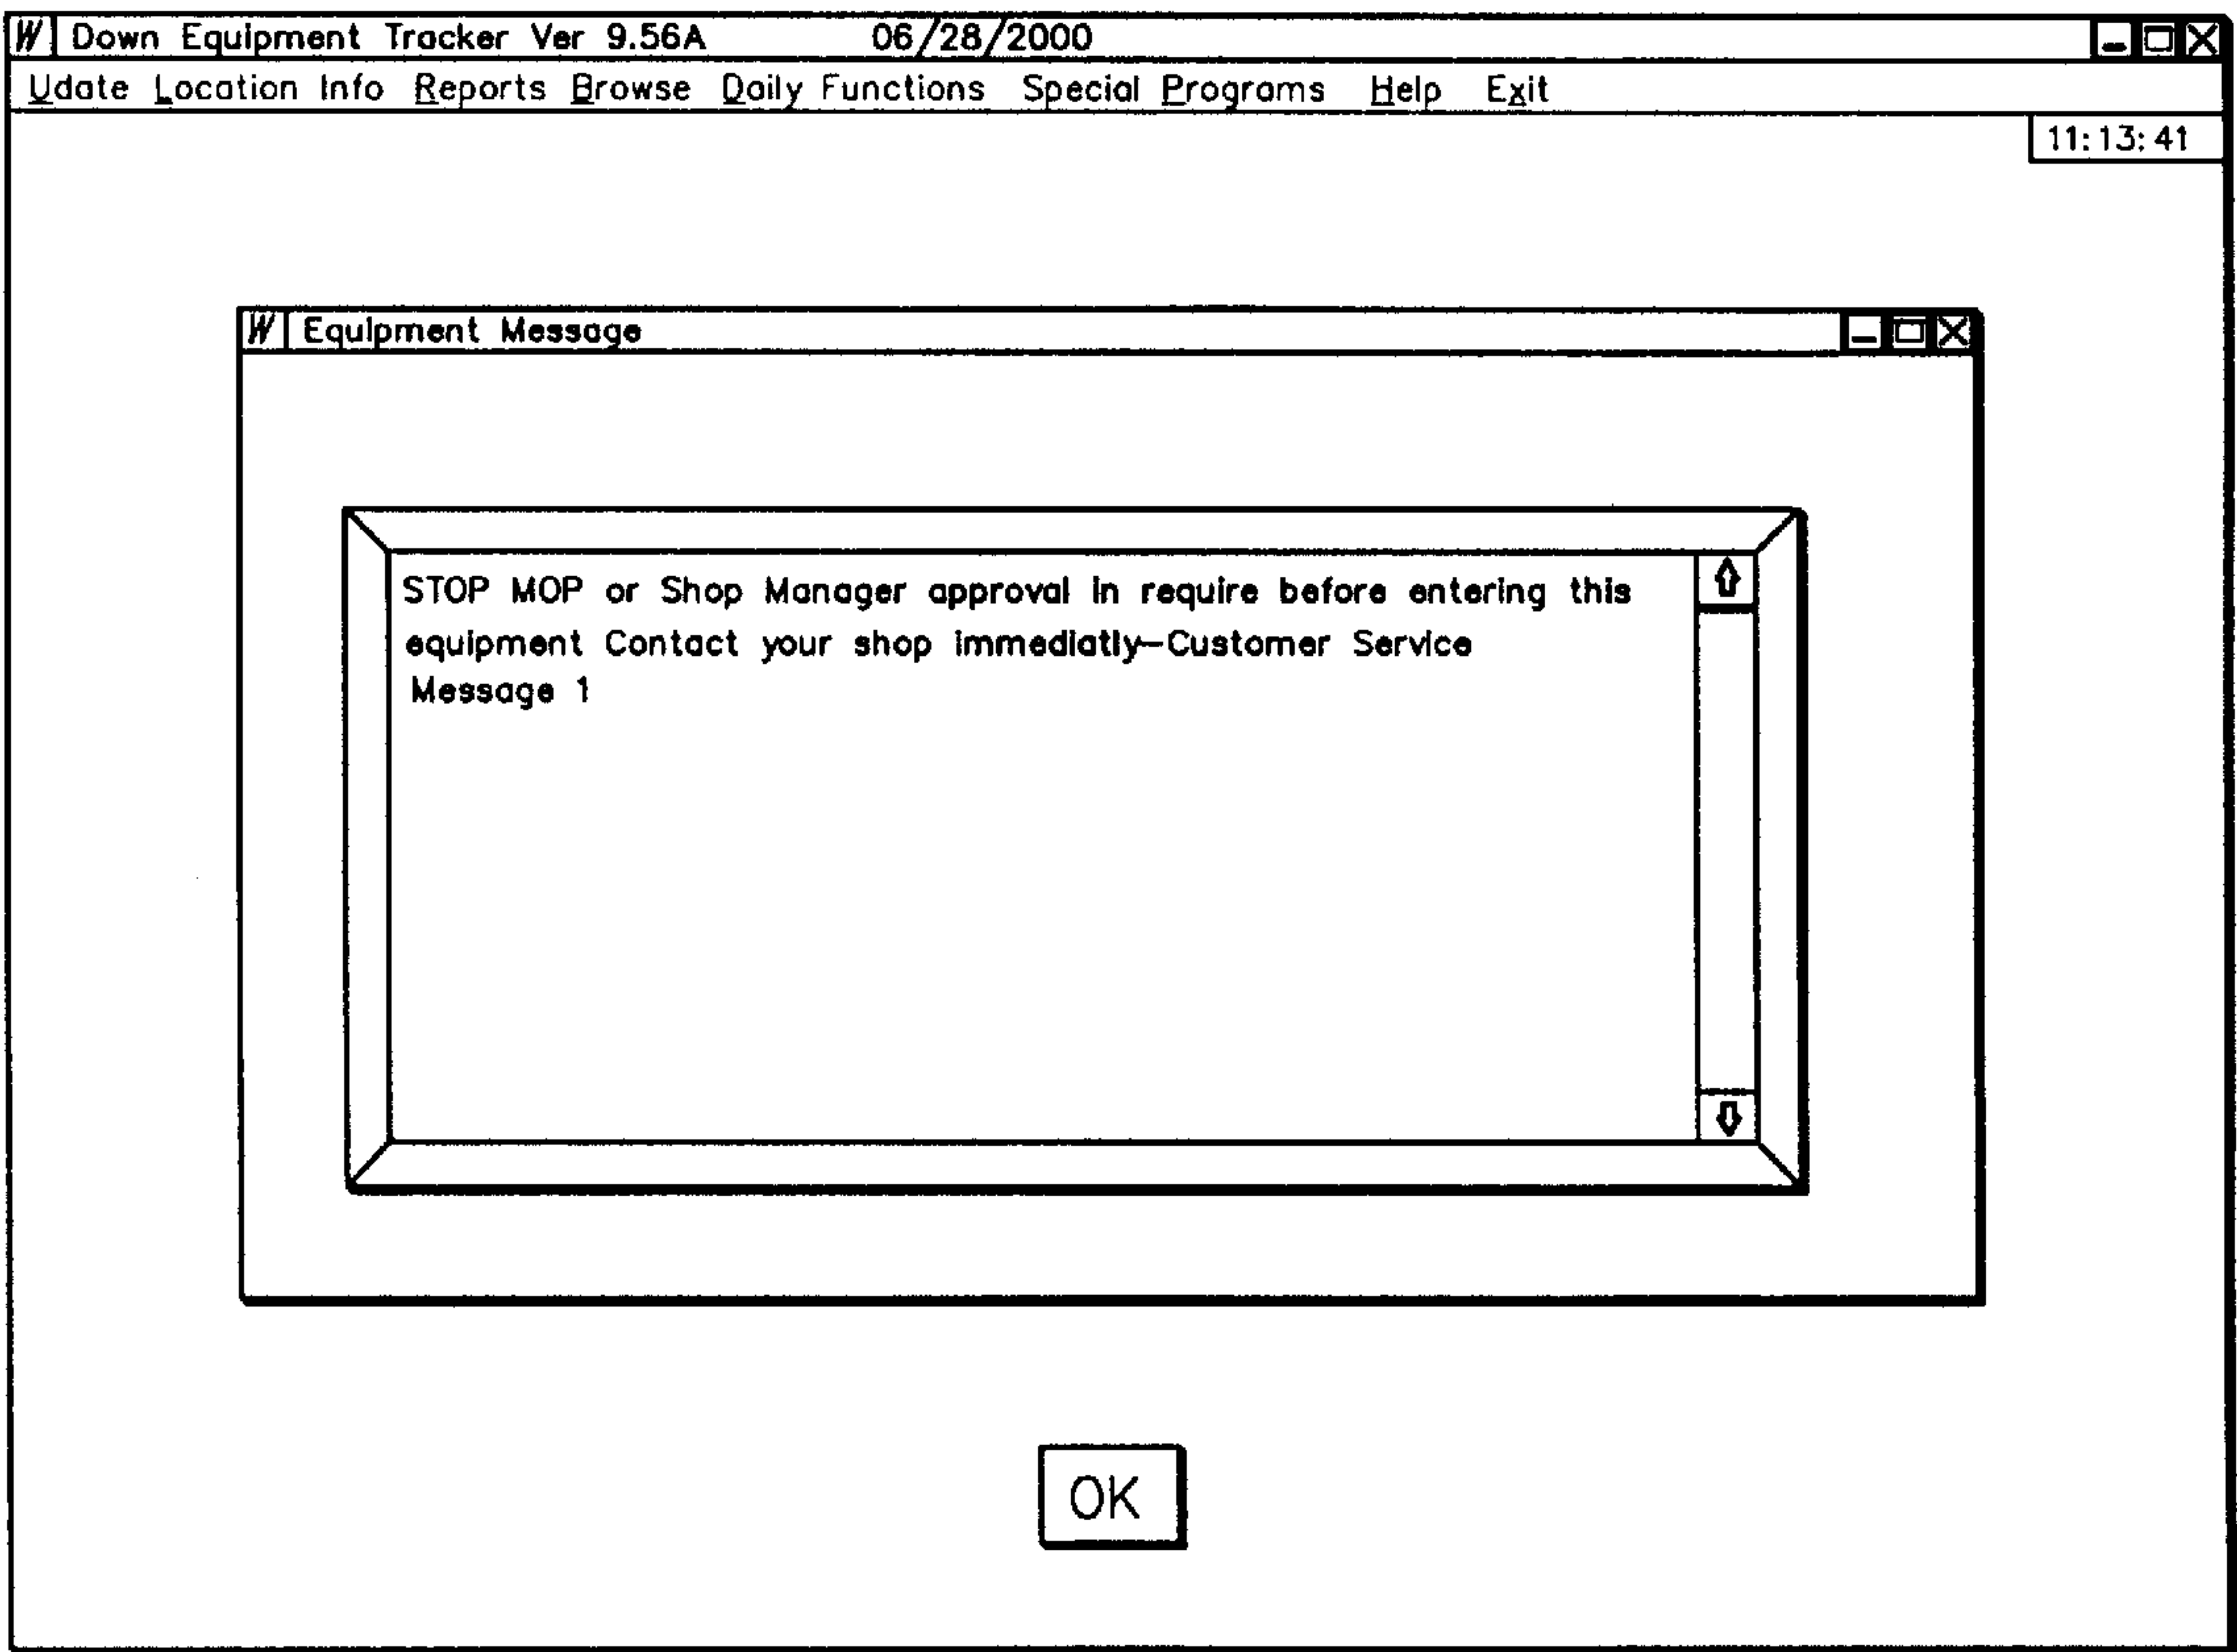 W Down Equipment Tracker Ver 9.56A 06/28/2000
Udate Location Info Reports Browse Daily Functions Special Programs Help Exit
11:13:41
W Equipment Message
STOP MOP or Shop Manager approval in require before entering this
equipment Contact your shop immediatly—Customer Service
Message 1
OK